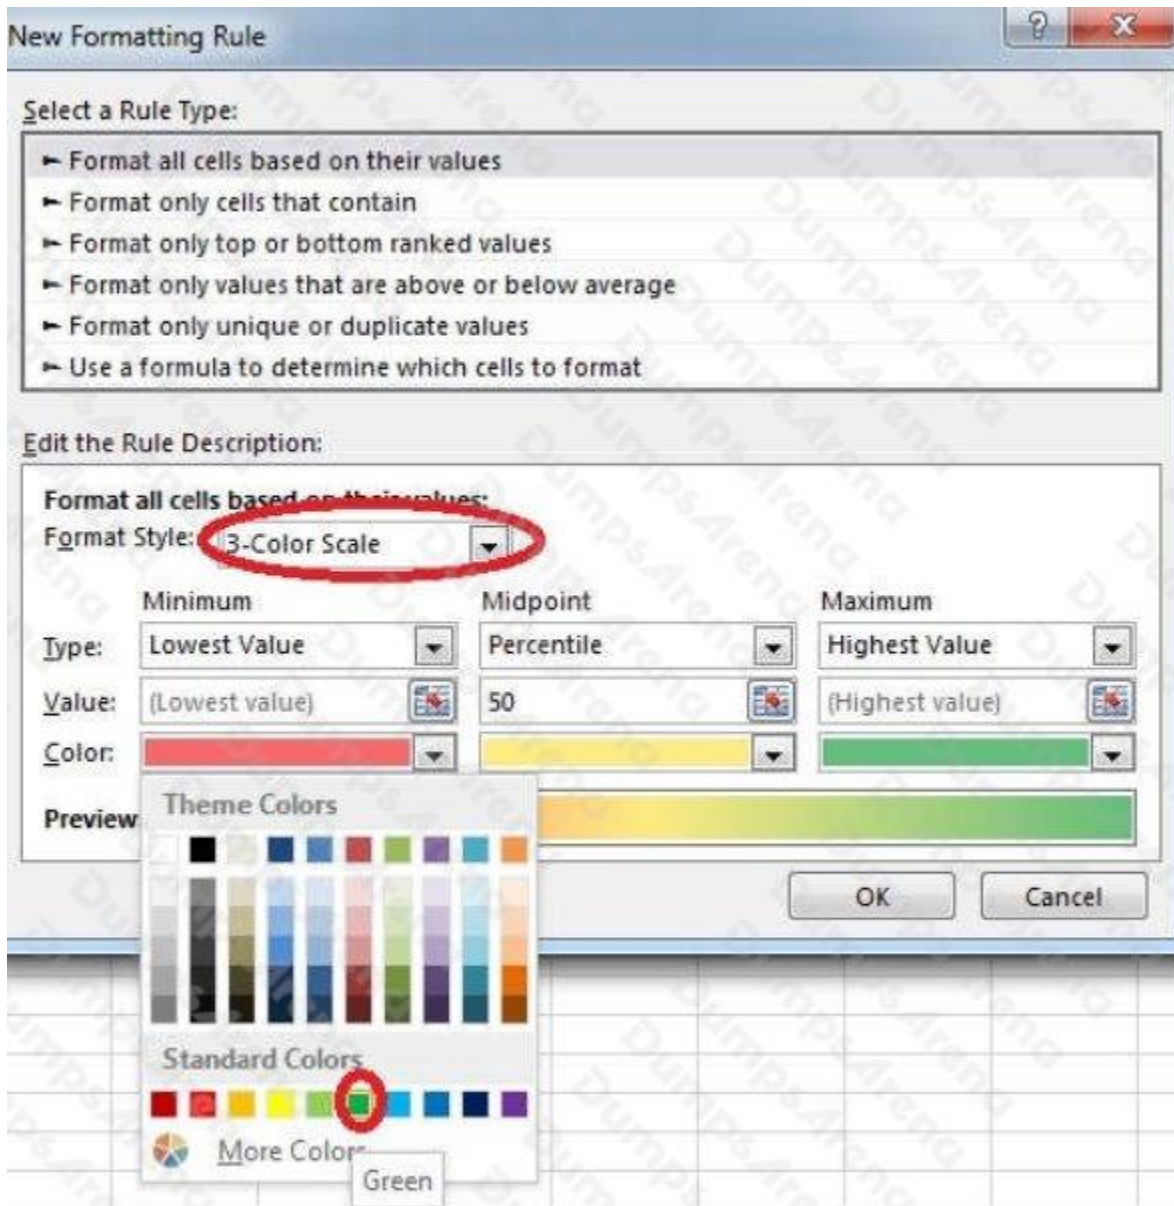 New Formatting Rule
Select a Rule Type:
► Format all cells based on their values
► Format only cells that contain
► Format only top or bottom ranked values
► Format only values that are above or below average
► Format only unique or duplicate values
► Use a formula to determine which cells to format
Edit the Rule Description:
Format all cells based on their values:
Format Style: 3-Color Scale
Minimum Midpoint Maximum
Type: Lowest Value Percentile Highest Value
Value: (Lowest value) 50 (Highest value)
Color:
Theme Colors
Preview
OK Cancel
Standard Colors
More Colors
Green
DumpsArena